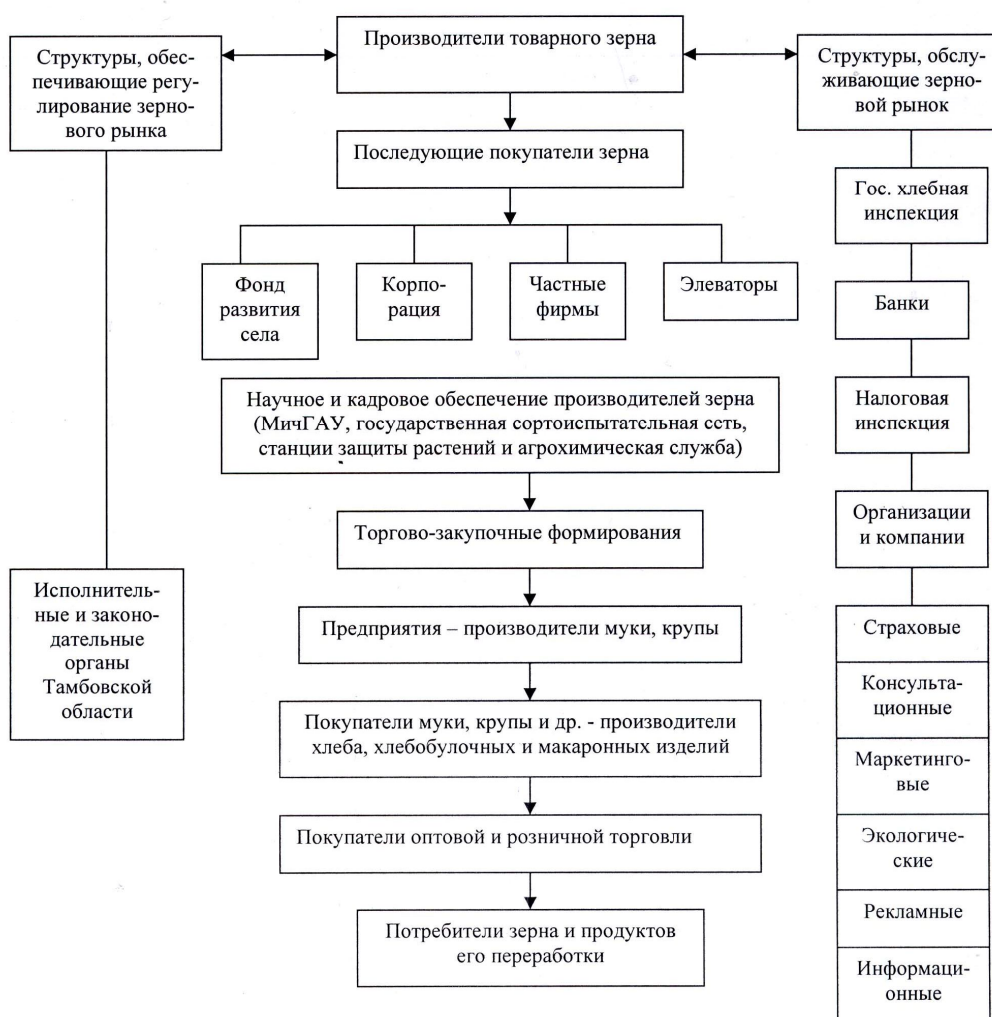 Структуры, обес-
печивающие регу-
лирование зерно-
вого рынка
Производители товарного зерна
Структуры, обслу-
живающие зерно-
вой рынок
Последующие покупатели зерна
Гос. хлебная
инспекция
Фонд
развития
села
Корпо-
рация
Частные
фирмы
Элеваторы
Банки
Научное и кадровое обеспечение производителей зерна
(МичГАУ, государственная сортоиспытательная сеть,
станции защиты растений и агрохимическая служба)
Налоговая
инспекция
Торгово-закупочные формирования
Организации
и компании
Исполнитель-
ные и законо-
дательные
органы
Тамбовской
области
Предприятия – производители муки, крупы
Страховые
Консульта-
ционные
Покупатели муки, крупы и др. - производители
хлеба, хлебобулочных и макаронных изделий
Маркетинго-
вые
Покупатели оптовой и розничной торговли
Экологиче-
ские
Потребители зерна и продуктов
его переработки
Рекламные
Информаци-
онные